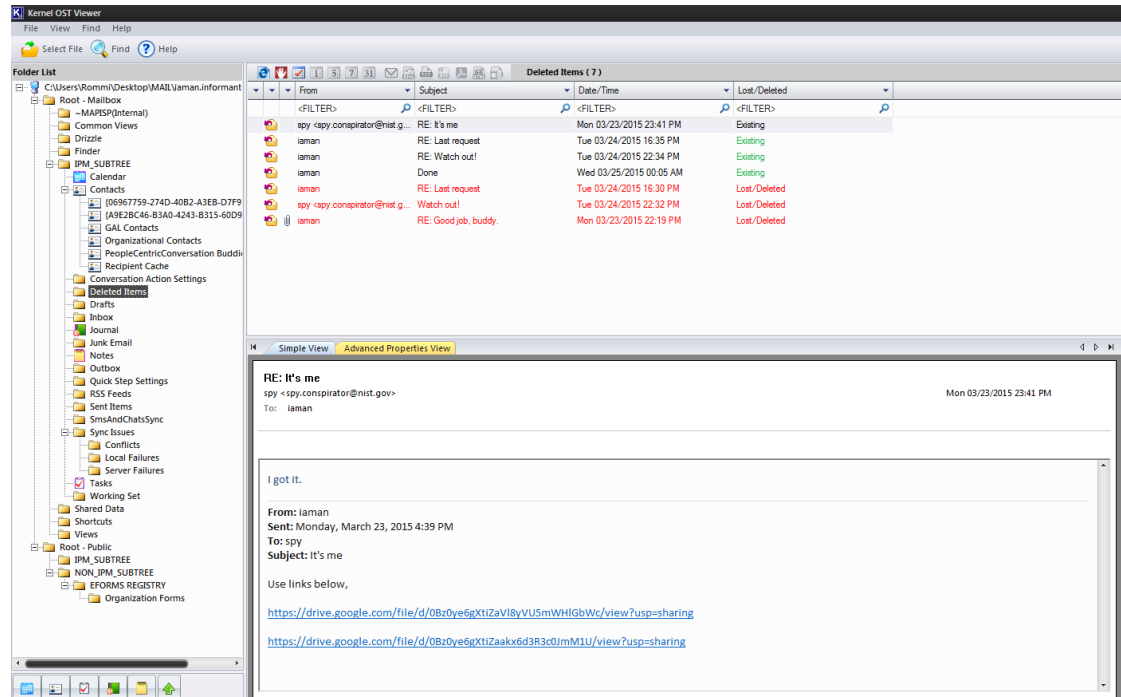 Kernel OST Viewer
File View Find Help
Select File Find Help
Folder List
C:\Users\Rommi\Desktop\MAIL\iaman.informant
Root - Mailbox
~MAPISP(Internal)
Common Views
Drizzle
Finder
IPM_SUBTREE
Calendar
Contacts
{06967759-274D-40B2-A3EB-D7F9
{A9E2BC46-B3A0-4243-B315-60D9
GAL Contacts
Organizational Contacts
PeopleCentricConversation Buddi
Recipient Cache
Conversation Action Settings
Deleted Items
Drafts
Inbox
Journal
Junk Email
Notes
Outbox
Quick Step Settings
RSS Feeds
Sent Items
SmsAndChatsSync
Sync Issues
Conflicts
Local Failures
Server Failures
Tasks
Working Set
Shared Data
Shortcuts
Views
Root - Public
IPM_SUBTREE
NON_IPM_SUBTREE
EFORMS REGISTRY
Organization Forms
1 5 7 31 Deleted Items ( 7 )
From Subject Date/Time Lost/Deleted
<FILTER> <FILTER> <FILTER> <FILTER>
spy <spy.conspirator@nist.g... RE: It's me Mon 03/23/2015 23:41 PM Existing
iaman RE: Last request Tue 03/24/2015 16:35 PM Existing
iaman RE: Watch out! Tue 03/24/2015 22:34 PM Existing
iaman Done Wed 03/25/2015 00:05 AM Existing
iaman RE: Last request Tue 03/24/2015 16:30 PM Lost/Deleted
spy <spy.conspirator@nist.g... Watch out! Tue 03/24/2015 22:32 PM Lost/Deleted
iaman RE: Good job, buddy. Mon 03/23/2015 22:19 PM Lost/Deleted
Simple View Advanced Properties View
RE: It's me
spy <spy.conspirator@nist.gov> Mon 03/23/2015 23:41 PM
To: iaman
I got it.
From: iaman
Sent: Monday, March 23, 2015 4:39 PM
To: spy
Subject: It's me
Use links below,
https://drive.google.com/file/d/0Bz0ye6gXtiZaVl8yVU5mWHlGbWc/view?usp=sharing
https://drive.google.com/file/d/0Bz0ye6gXtiZaakx6d3R3c0JmM1U/view?usp=sharing